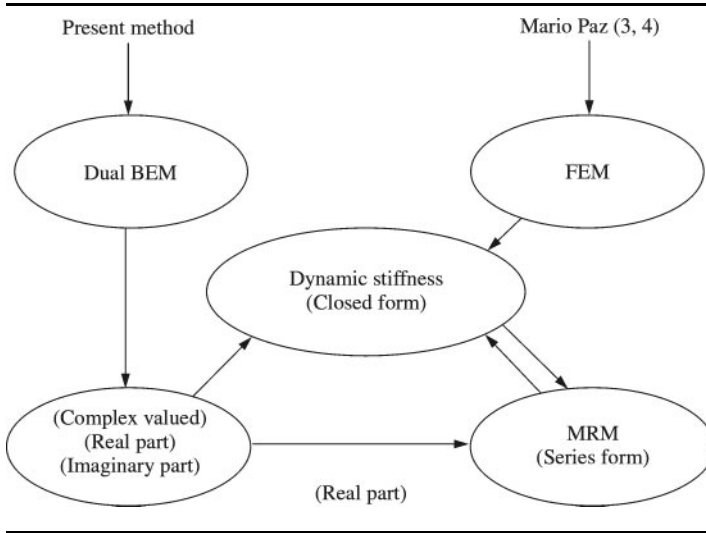 Present method
Mario Paz (3, 4)
Dual BEM
FEM
Dynamic stiffness
(Closed form)
(Complex valued)
(Real part)
(Imaginary part)
MRM
(Series form)
(Real part)